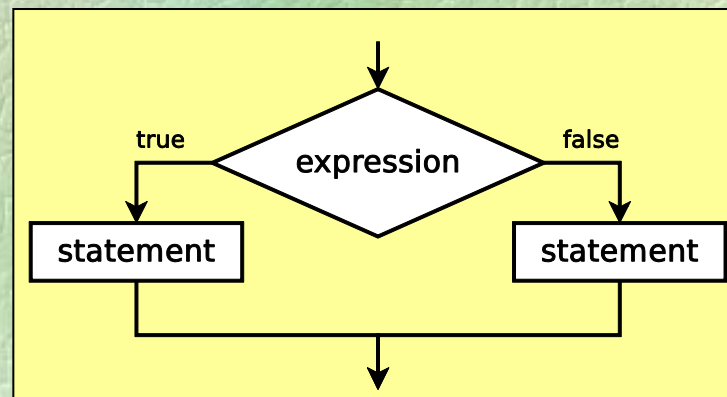 true
false
expression
statement
statement